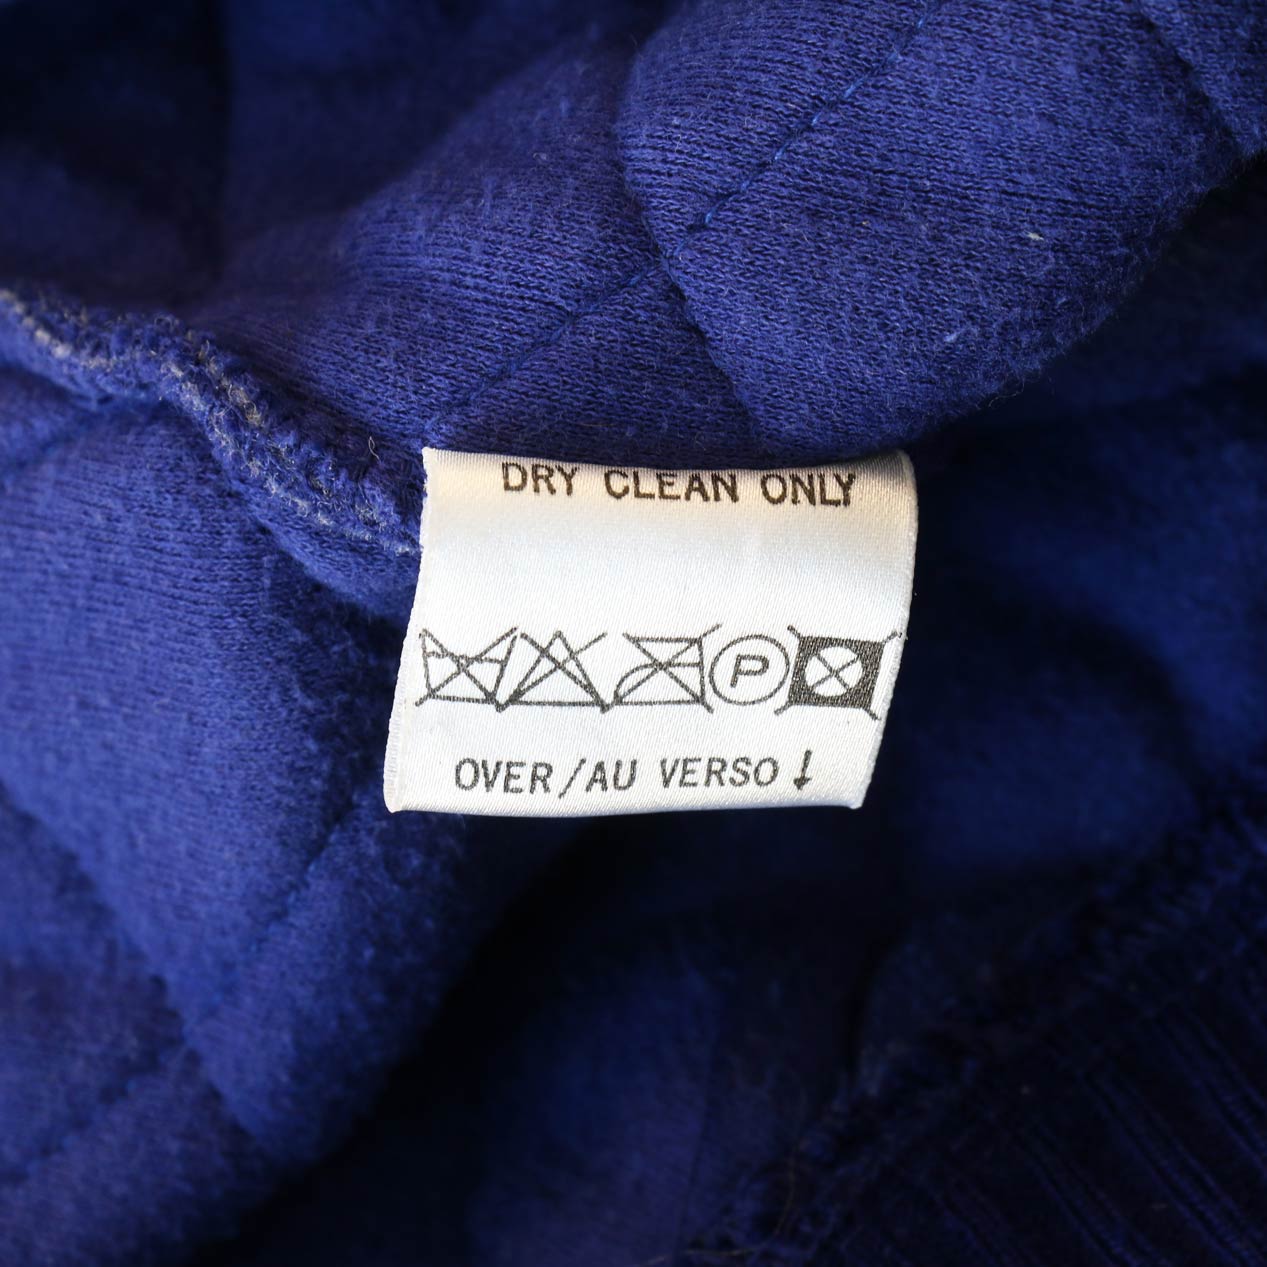 DRY CLEAN ONLY
P
OVER/AU VERSO ↓